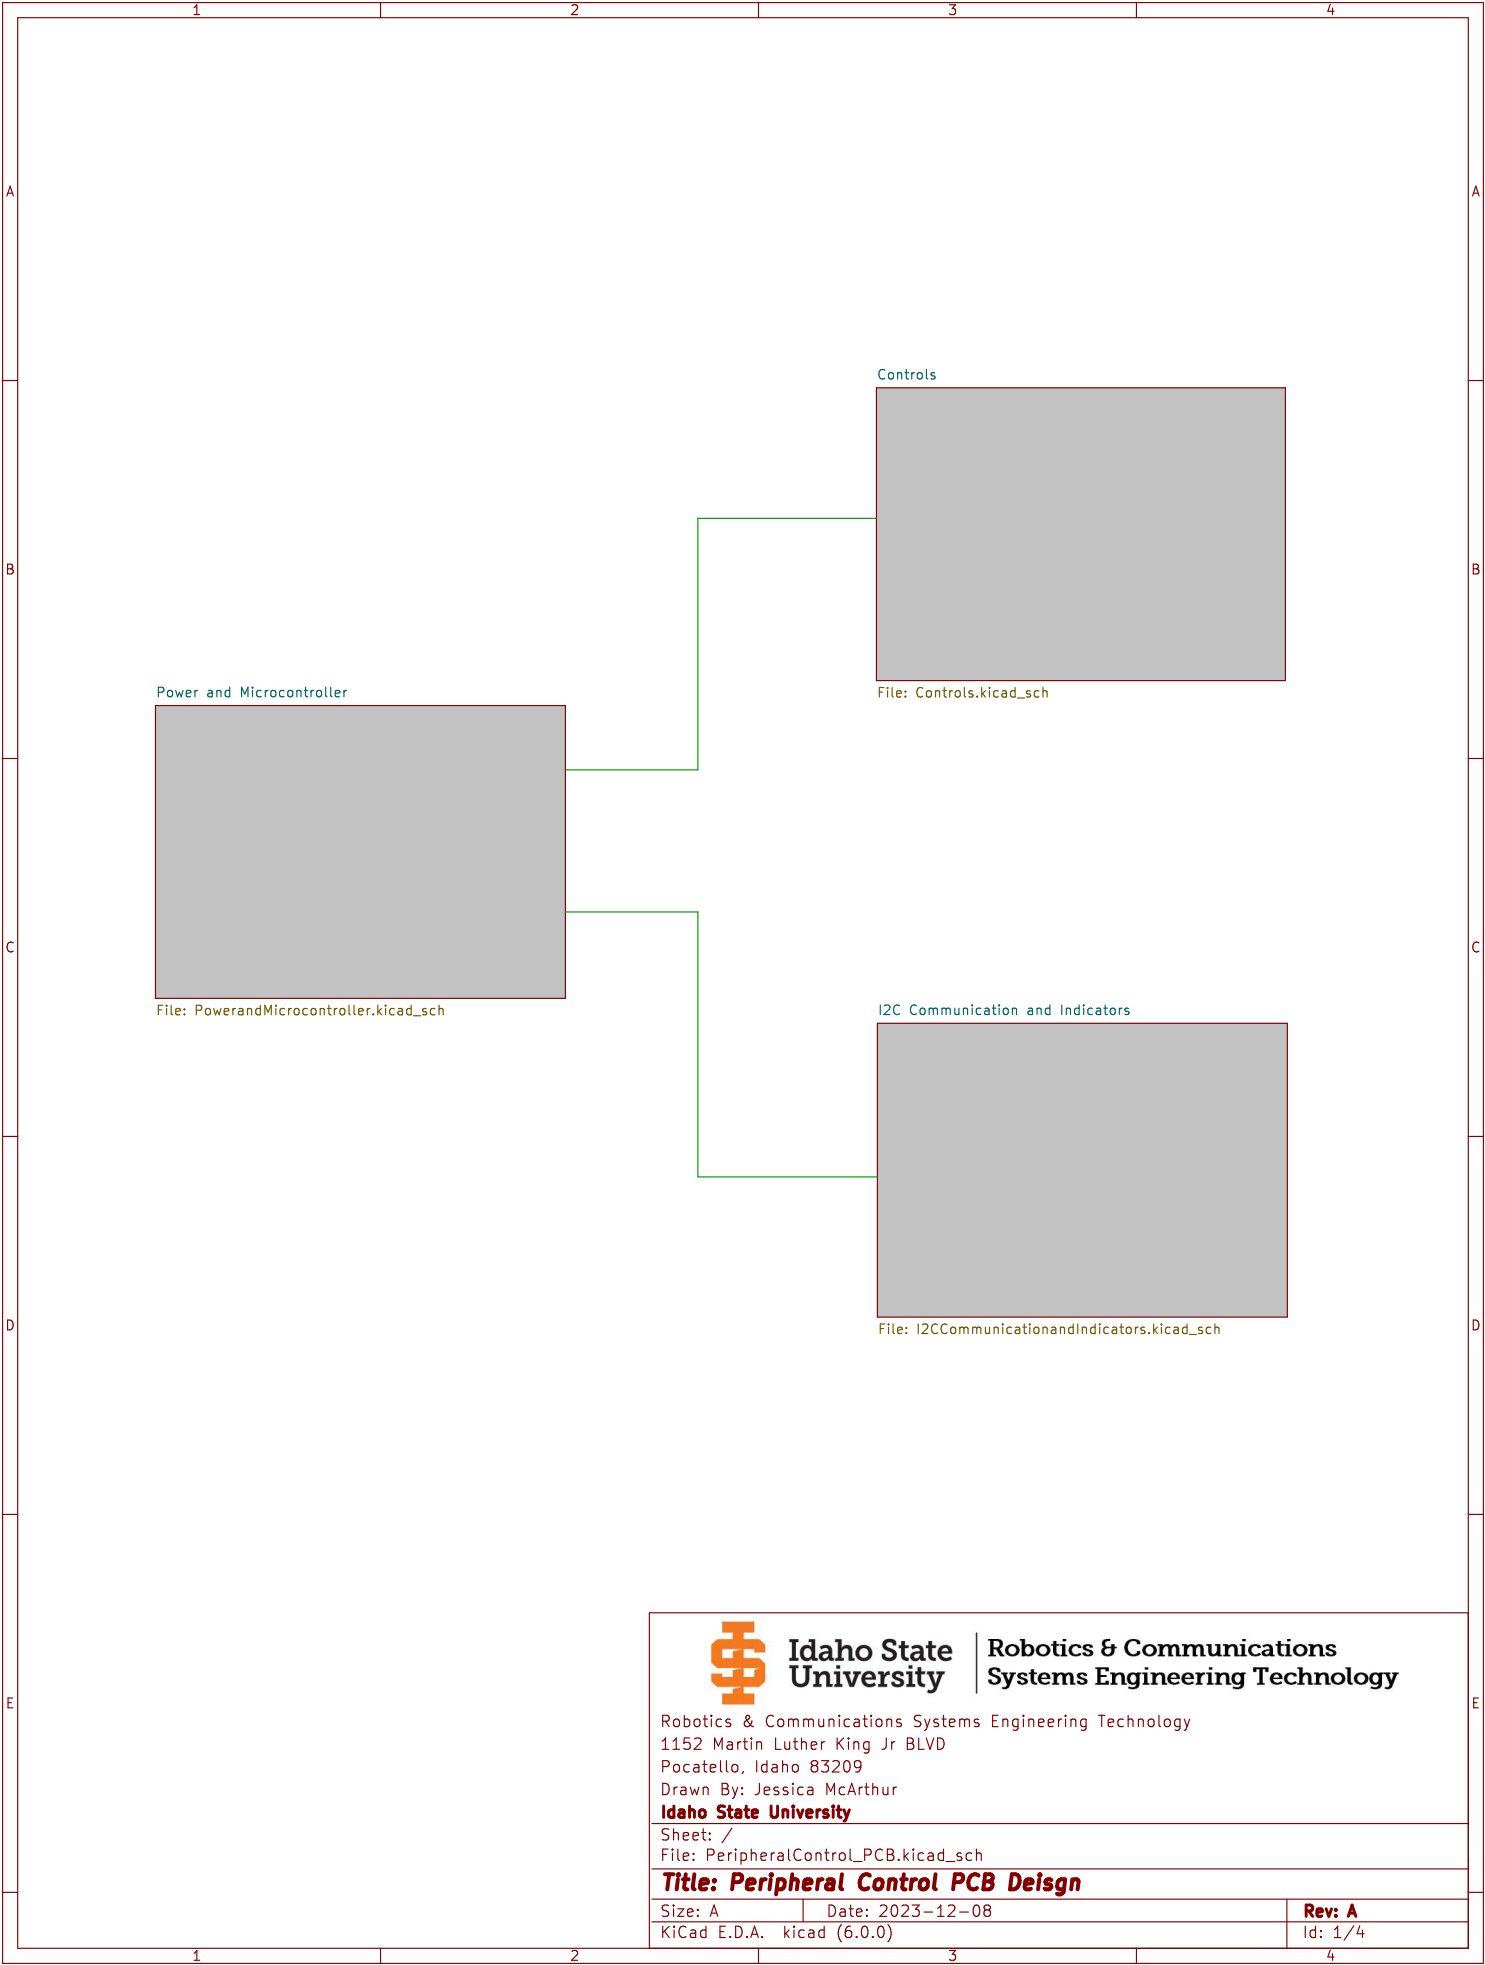 1 2 3 4
A A
Controls
B B
File: Controls.kicad_sch
Power and Microcontroller
C C
File: PowerandMicrocontroller.kicad_sch
I2C Communication and Indicators
D D
File: I2CCommunicationandIndicators.kicad_sch
Idaho State University
Robotics & Communications Systems Engineering Technology
E E
Robotics & Communications Systems Engineering Technology
1152 Martin Luther King Jr BLVD
Pocatello, Idaho 83209
Drawn By: Jessica McArthur
Idaho State University
Sheet: /
File: PeripheralControl_PCB.kicad_sch
Title: Peripheral Control PCB Deisgn
Size: A Date: 2023-12-08 Rev: A
KiCad E.D.A. kicad (6.0.0) Id: 1/4
1 2 3 4